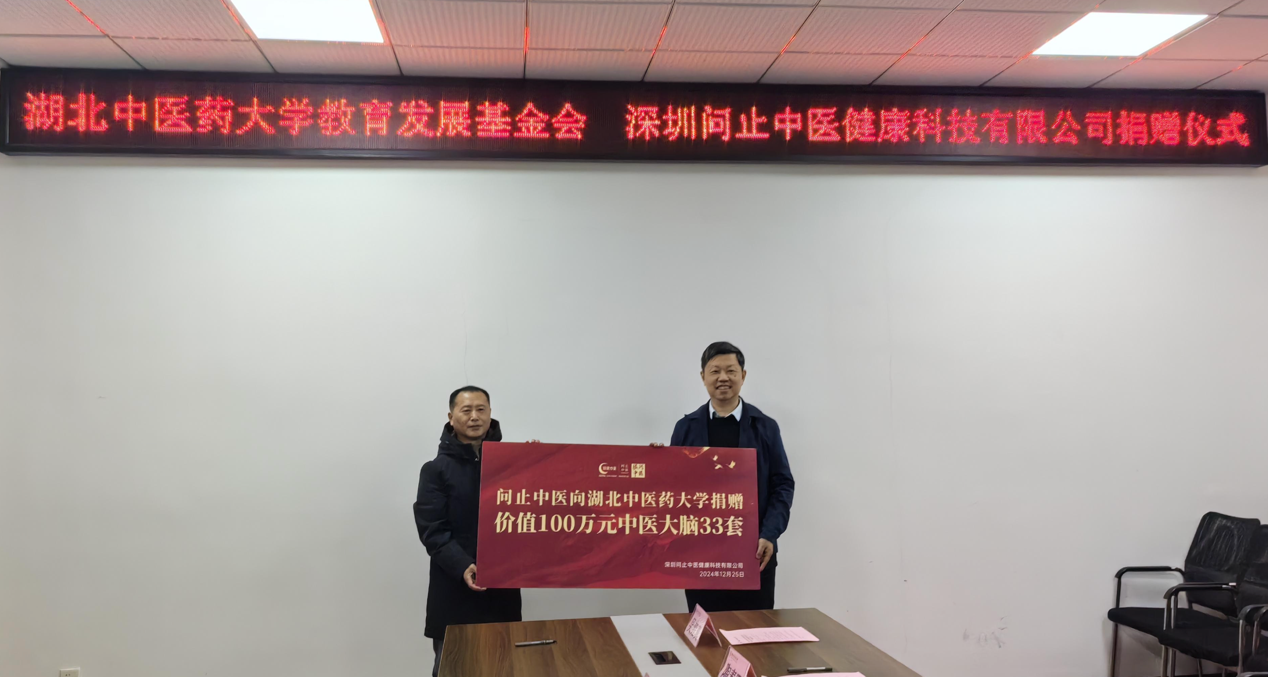 湖北中医药大学教育发展基金会 深圳问止中医健康科技有限公司捐赠仪式
问止中医向湖北中医药大学捐赠
价值100万元中医大脑33套
深圳问止中医健康科技有限公司
2024年12月25日